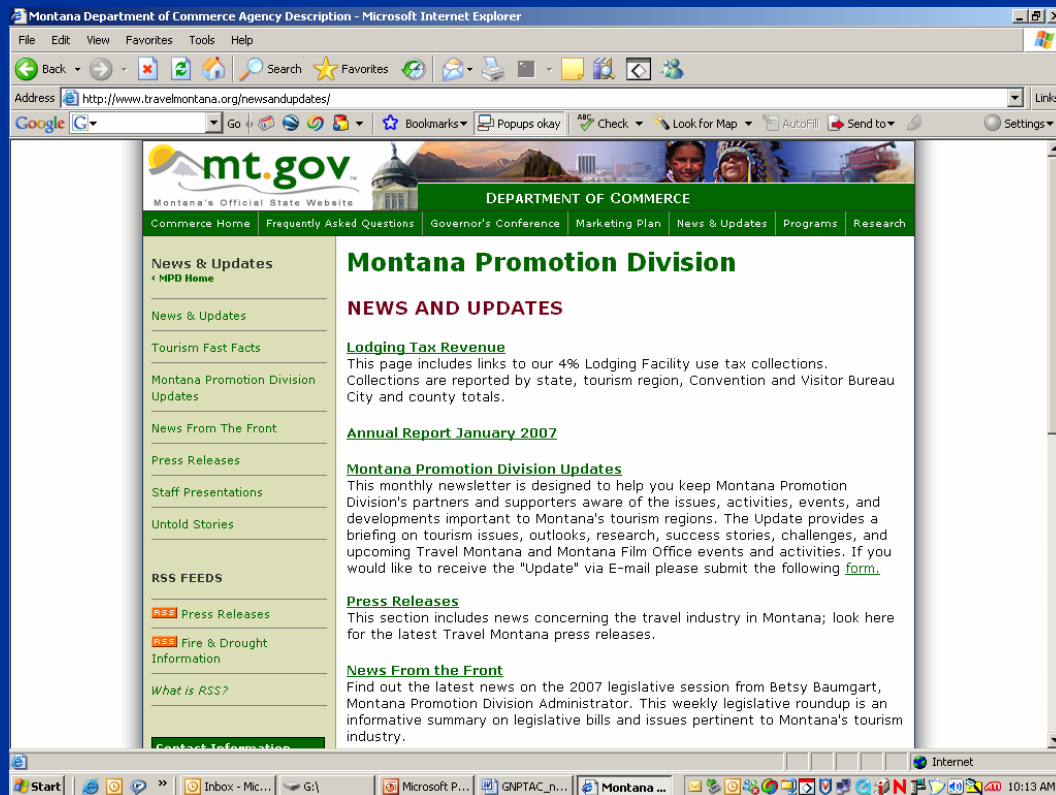 Montana Department of Commerce Agency Description - Microsoft Internet Explorer
File Edit View Favorites Tools Help
Back Search Favorites
Address http://www.travelmontana.org/newsandupdates/ Links
Google G Go Bookmarks Popups okay ABC Check Look for Map AutoFill Send to Settings
mt.gov
Montana's Official State Website
DEPARTMENT OF COMMERCE
Commerce Home Frequently Asked Questions Governor's Conference Marketing Plan News & Updates Programs Research
News & Updates
‹ MPD Home
News & Updates
Tourism Fast Facts
Montana Promotion Division
Updates
News From The Front
Press Releases
Staff Presentations
Untold Stories
RSS FEEDS
RSS Press Releases
RSS Fire & Drought
Information
What is RSS?
Contact Information
Montana Promotion Division
NEWS AND UPDATES
Lodging Tax Revenue
This page includes links to our 4% Lodging Facility use tax collections.
Collections are reported by state, tourism region, Convention and Visitor Bureau
City and county totals.
Annual Report January 2007
Montana Promotion Division Updates
This monthly newsletter is designed to help you keep Montana Promotion
Division's partners and supporters aware of the issues, activities, events, and
developments important to Montana's tourism regions. The Update provides a
briefing on tourism issues, outlooks, research, success stories, challenges, and
upcoming Travel Montana and Montana Film Office events and activities. If you
would like to receive the "Update" via E-mail please submit the following form.
Press Releases
This section includes news concerning the travel industry in Montana; look here
for the latest Travel Montana press releases.
News From the Front
Find out the latest news on the 2007 legislative session from Betsy Baumgart,
Montana Promotion Division Administrator. This weekly legislative roundup is an
informative summary on legislative bills and issues pertinent to Montana's tourism
industry.
Internet
Start » Inbox - Mic... G:\ Microsoft P... GNPTAC_n... Montana ... 10:13 AM